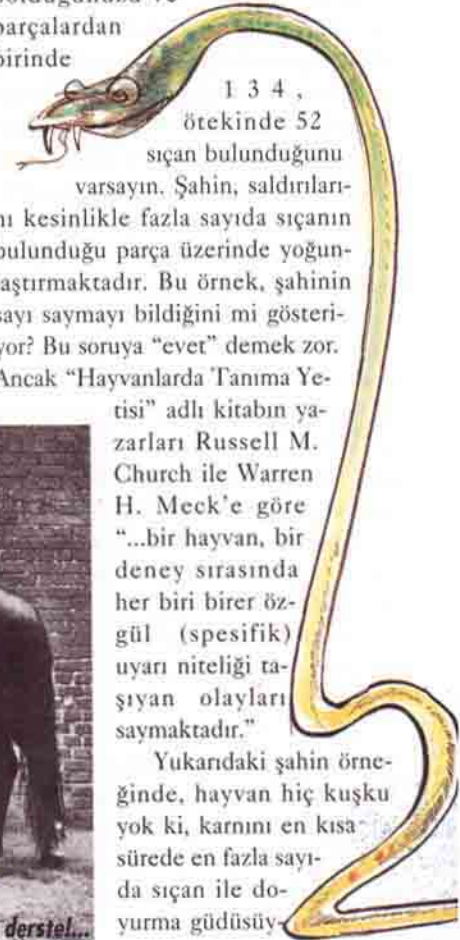 parçalardan
birinde
134,
ötekinde 52
sıçan bulunduğunu
varsayın. Şahin, saldırıları-
nı kesinlikle fazla sayıda sıçanın
bulunduğu parça üzerinde yoğun-
laştırmaktadır. Bu örnek, şahinin
sayı saymayı bildiğini mi gösteri-
yor? Bu soruya “evet” demek zor.
Ancak “Hayvanlarda Tanıma Ye-
tisi” adlı kitabın ya-
zarları Russell M.
Church ile Warren
H. Meck'e göre
“...bir hayvan, bir
deney sırasında
her biri birer öz-
gül (spesifik)
uyarı niteliği ta-
şıyan olayları
saymaktadır.”
Yukarıdaki şahin örne-
ğinde, hayvan hiç kuşku
yok ki, karnını en kısa
sürede en fazla sayı-
da sıçan ile do-
yurma güdüsüy-
derstel...